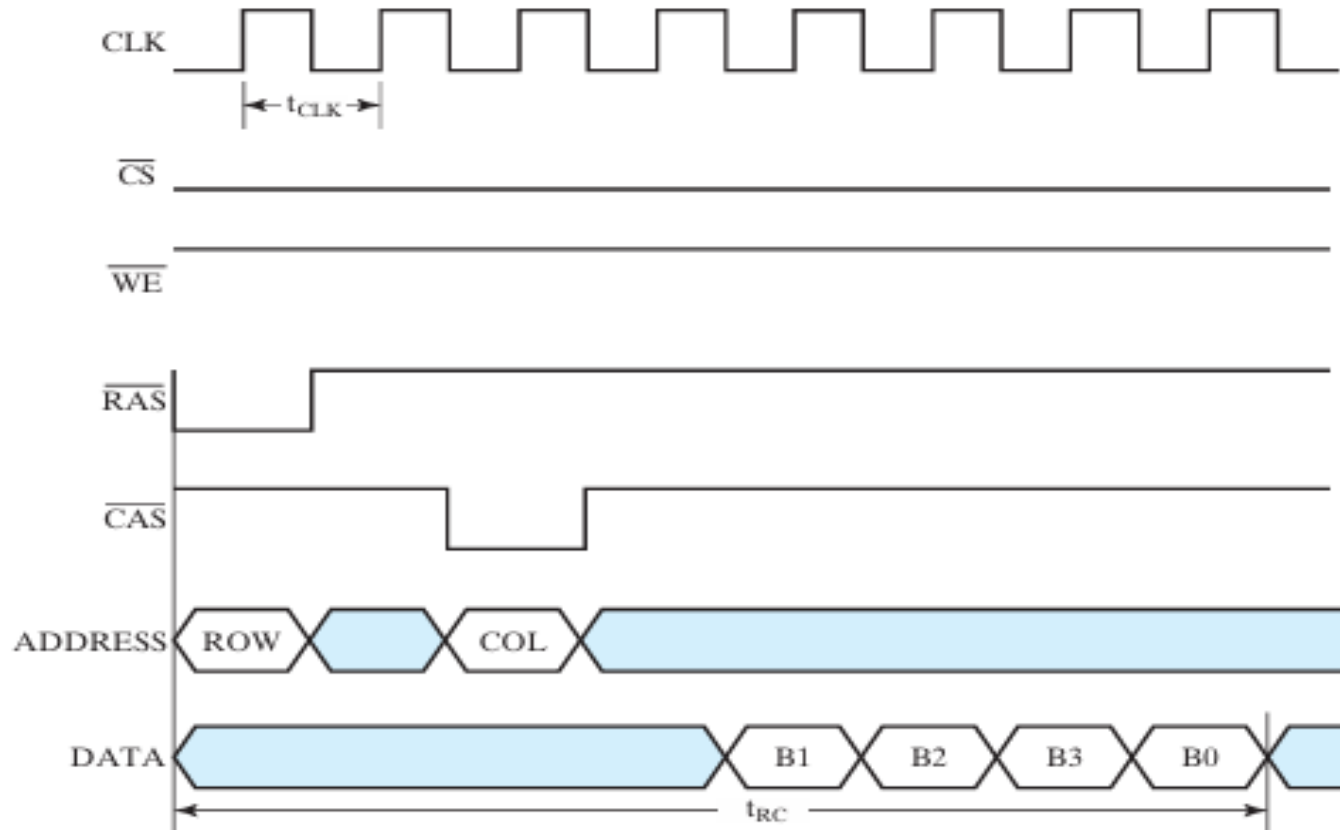 CLK
tCLK
CS
WE
RAS
CAS
ADDRESS ROW COL
DATA B1 B2 B3 B0
tRC